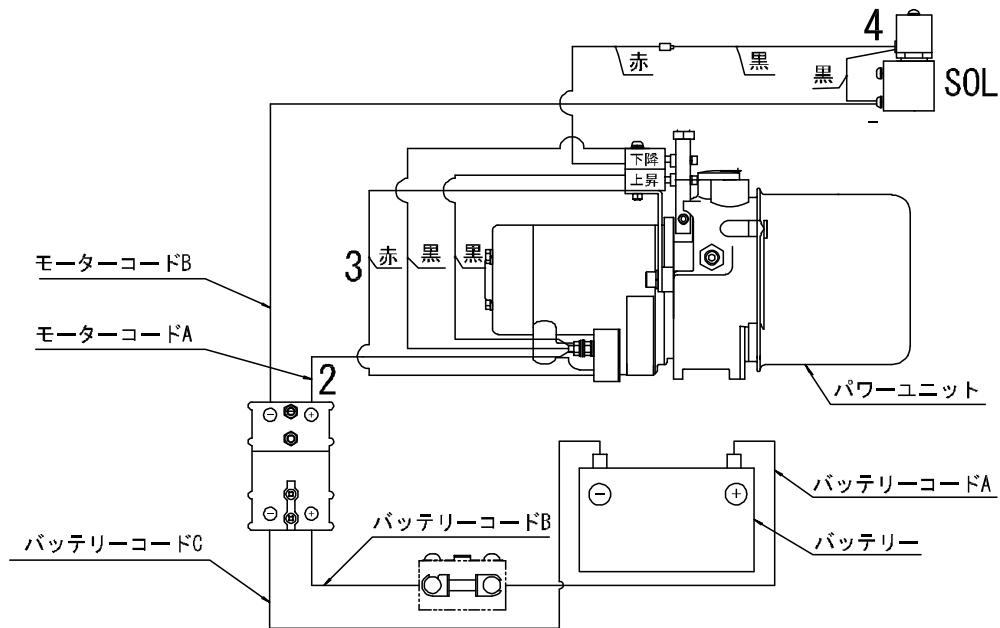 4
赤
黒
黒
SOL
−
下降
上昇
3
赤
黒
黒
モーターコードB
モーターコードA
2
パワーユニット
− +
− +
− +
バッテリーコードA
バッテリーコードB
バッテリー
バッテリーコードC